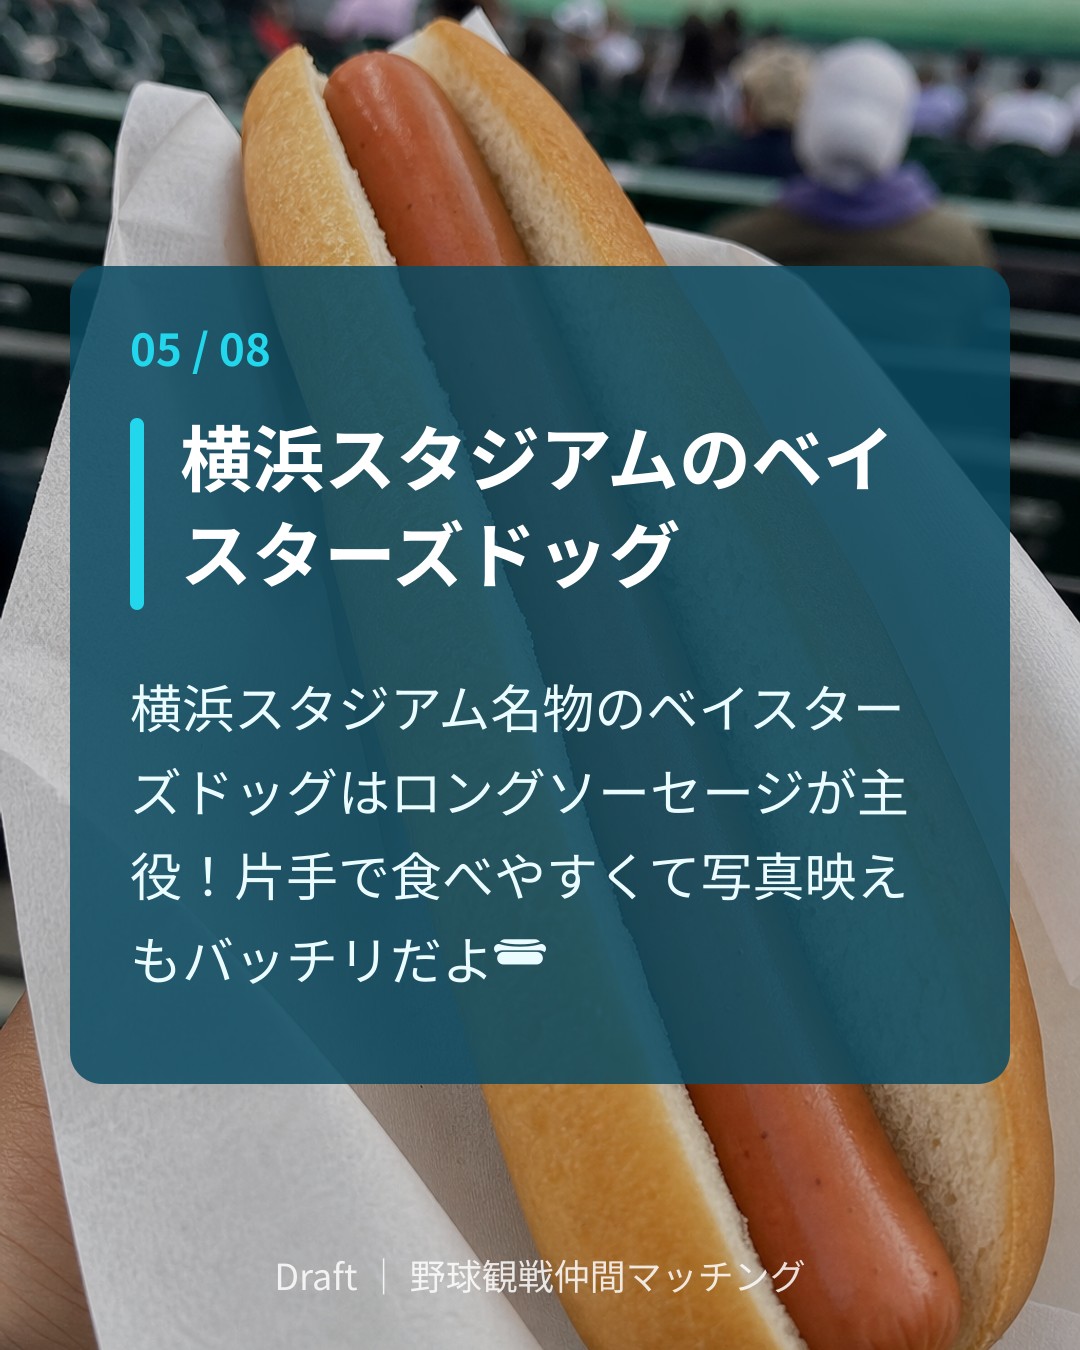 05 / 08
横浜スタジアムのベイ
スターズドッグ
横浜スタジアム名物のベイスター
ズドッグはロングソーセージが主
役！片手で食べやすくて写真映え
もバッチリだよ🌭
Draft ｜ 野球観戦仲間マッチング